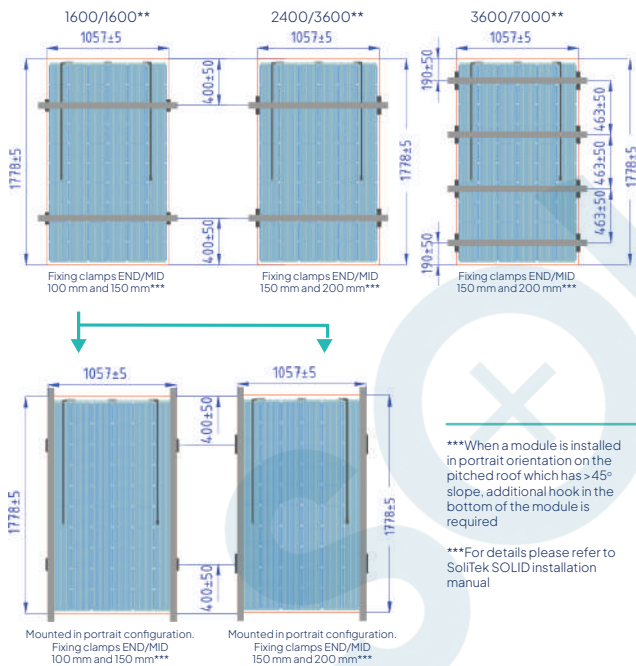 1600/1600**
2400/3600**
3600/7000**
1057±5
1057±5
1057±5
400±50
190±50
1778±5
1778±5
463±50
463±50
463±50
1778±5
400±50
190±50
Fixing clamps END/MID
100 mm and 150 mm***
Fixing clamps END/MID
150 mm and 200 mm***
Fixing clamps END/MID
150 mm and 200 mm***
1057±5
1057±5
400±50
1778±5
1778±5
400±50
Mounted in portrait configuration.
Fixing clamps END/MID
100 mm and 150 mm***
Mounted in portrait configuration.
Fixing clamps END/MID
150 mm and 200 mm***
***When a module is installed
in portrait orientation on the
pitched roof which has >45°
slope, additional hook in the
bottom of the module is
required
***For details please refer to
SoliTek SOLID installation
manual